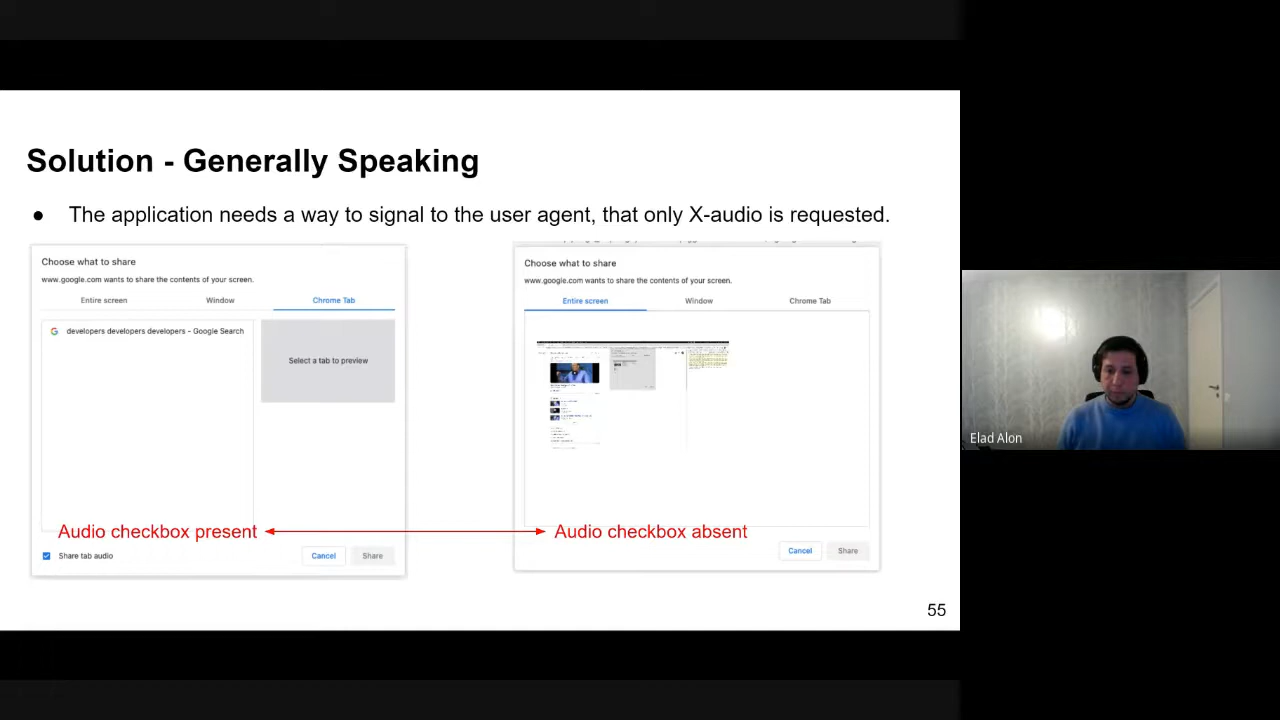 Solution - Generally Speaking
● The application needs a way to signal to the user agent, that only X-audio is requested.
Choose what to share
www.google.com wants to share the contents of your screen.
Entire screen Window Chrome Tab
developers developers developers - Google Search
Select a tab to preview
Audio checkbox present
Share tab audio
Cancel Share
Choose what to share
www.google.com wants to share the contents of your screen.
Entire screen Window Chrome Tab
Audio checkbox absent
Cancel Share
55
Elad Alon